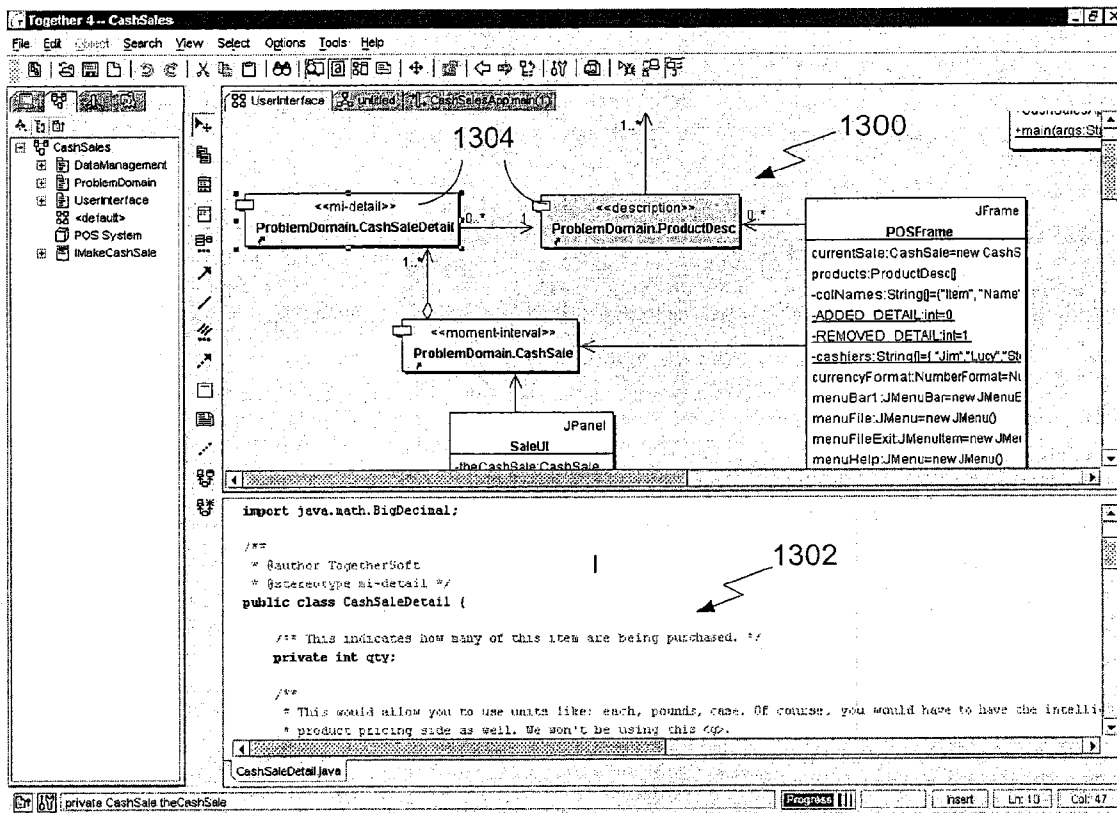 Together 4 -- CashSales
File Edit Object Search View Select Options Tools Help
UserInterface untitled CashSalesApp.main(1)
CashSales
DataManagement
ProblemDomain
UserInterface
<default>
POS System
IMakeCashSale
1304
1300
1..*
+main(args:Str
<<mi-detail>>
ProblemDomain.CashSaleDetail
0..*
1
<<description>>
ProblemDomain.ProductDesc
0..*
JFrame
POSFrame
currentSale:CashSale=new CashS
products:ProductDesc[]
-colNames:String[]={"Item", "Name"
-ADDED_DETAIL:int=0
-REMOVED_DETAIL:int=1
-cashiers:String[]={ "Jim","Lucy","St
currencyFormat:NumberFormat=Nu
menuBar1:JMenuBar=new JMenuB
menuFile:JMenu=new JMenu()
menuFileExit:JMenuItem=new JMe
menuHelp:JMenu=new JMenu()
1..*
<<moment-interval>>
ProblemDomain.CashSale
JPanel
SaleUI
-theCashSale:CashSale
import java.math.BigDecimal;
/**
* @author TogetherSoft
* @stereotype mi-detail */
public class CashSaleDetail {
1302
/** This indicates how many of this item are being purchased. */
private int qty;
/**
* This would allow you to use units like: each, pounds, case. Of course, you would have to have the intelli
* product pricing side as well. We won't be using this <g>.
CashSaleDetail.java
private CashSale theCashSale
Progress
Insert
Ln: 13
Col: 47